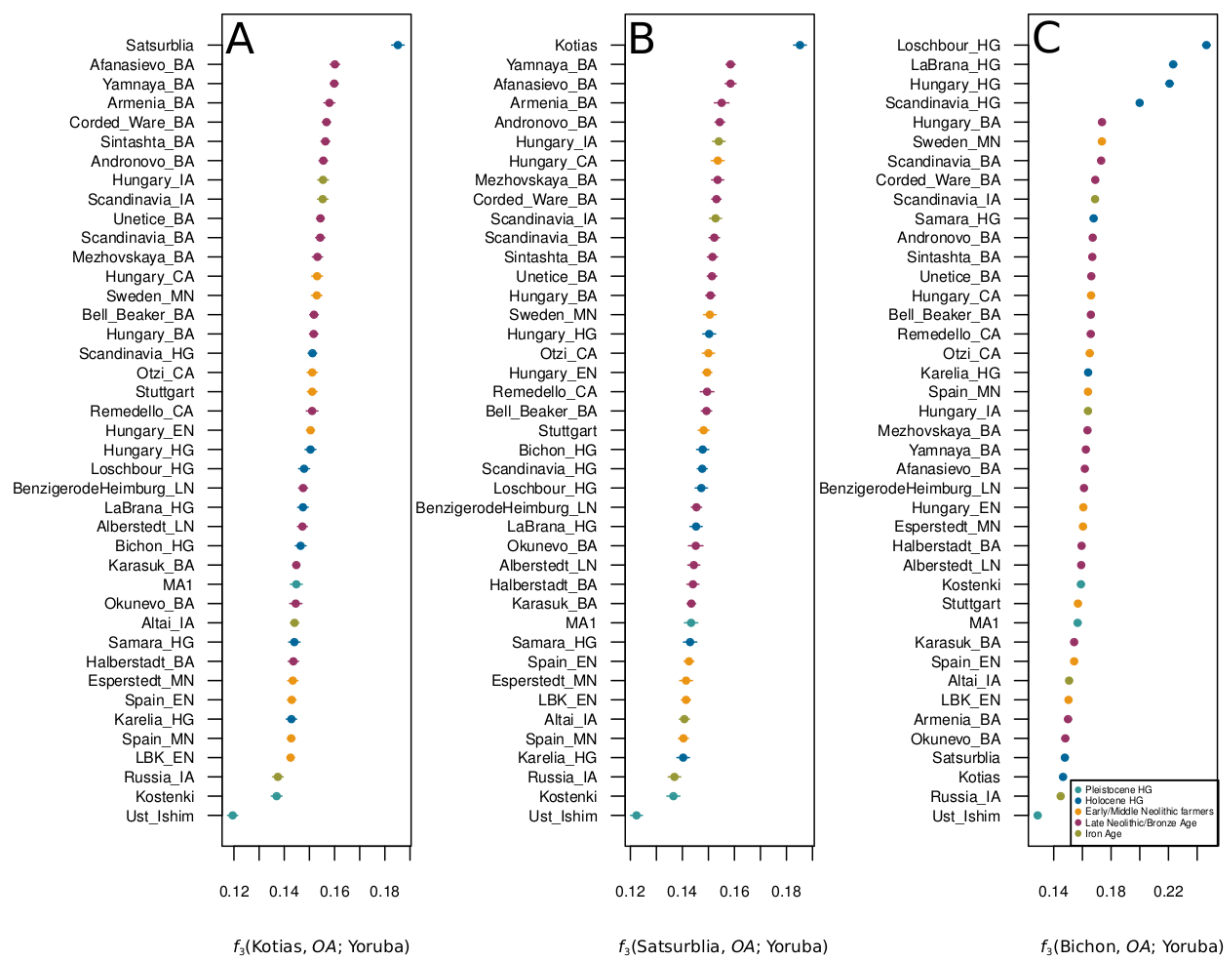 A
Satsurblia
Afanasievo_BA
Yamnaya_BA
Armenia_BA
Corded_Ware_BA
Sintashta_BA
Andronovo_BA
Hungary_IA
Scandinavia_IA
Unetice_BA
Scandinavia_BA
Mezhovskaya_BA
Hungary_CA
Sweden_MN
Bell_Beaker_BA
Hungary_BA
Scandinavia_HG
Otzi_CA
Stuttgart
Remedello_CA
Hungary_EN
Hungary_HG
Loschbour_HG
BenzigerodeHeimburg_LN
LaBrana_HG
Alberstedt_LN
Bichon_HG
Karasuk_BA
MA1
Okunevo_BA
Altai_IA
Samara_HG
Halberstadt_BA
Esperstedt_MN
Spain_EN
Karelia_HG
Spain_MN
LBK_EN
Russia_IA
Kostenki
Ust_Ishim
0.12 0.14 0.16 0.18
f3(Kotias, OA; Yoruba)
B
Kotias
Yamnaya_BA
Afanasievo_BA
Armenia_BA
Andronovo_BA
Hungary_IA
Hungary_CA
Mezhovskaya_BA
Corded_Ware_BA
Scandinavia_IA
Scandinavia_BA
Sintashta_BA
Unetice_BA
Hungary_BA
Sweden_MN
Hungary_HG
Otzi_CA
Hungary_EN
Remedello_CA
Bell_Beaker_BA
Stuttgart
Bichon_HG
Scandinavia_HG
Loschbour_HG
BenzigerodeHeimburg_LN
LaBrana_HG
Okunevo_BA
Alberstedt_LN
Halberstadt_BA
Karasuk_BA
MA1
Samara_HG
Spain_EN
Esperstedt_MN
LBK_EN
Altai_IA
Spain_MN
Karelia_HG
Russia_IA
Kostenki
Ust_Ishim
0.12 0.14 0.16 0.18
f3(Satsurblia, OA; Yoruba)
C
Loschbour_HG
LaBrana_HG
Hungary_HG
Scandinavia_HG
Hungary_BA
Sweden_MN
Scandinavia_BA
Corded_Ware_BA
Scandinavia_IA
Samara_HG
Andronovo_BA
Sintashta_BA
Unetice_BA
Hungary_CA
Bell_Beaker_BA
Remedello_CA
Otzi_CA
Karelia_HG
Spain_MN
Hungary_IA
Mezhovskaya_BA
Yamnaya_BA
Afanasievo_BA
BenzigerodeHeimburg_LN
Hungary_EN
Esperstedt_MN
Halberstadt_BA
Alberstedt_LN
Kostenki
Stuttgart
MA1
Karasuk_BA
Spain_EN
Altai_IA
LBK_EN
Armenia_BA
Okunevo_BA
Satsurblia
Kotias
Russia_IA
Ust_Ishim
Pleistocene HG
Holocene HG
Early/Middle Neolithic farmers
Late Neolithic/Bronze Age
Iron Age
0.14 0.18 0.22
f3(Bichon, OA; Yoruba)